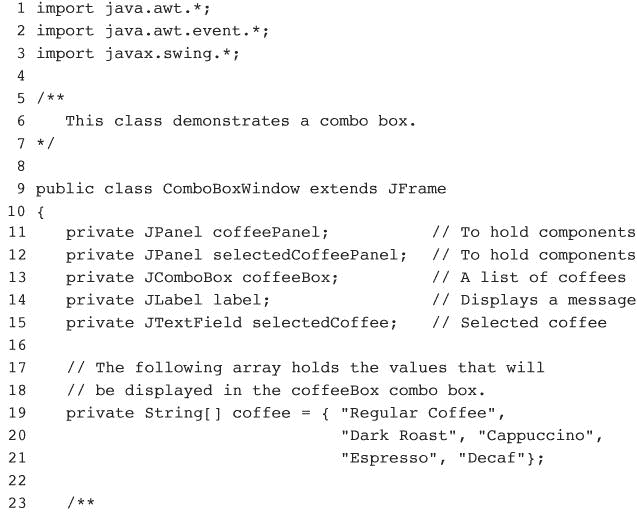 1 import java.awt.*;
2 import java.awt.event.*;
3 import javax.swing.*;
4
5 /**
6    This class demonstrates a combo box.
7 */
8
9 public class ComboBoxWindow extends JFrame
10 {
11    private JPanel coffeePanel;           // To hold components
12    private JPanel selectedCoffeePanel;   // To hold components
13    private JComboBox coffeeBox;          // A list of coffees
14    private JLabel label;                 // Displays a message
15    private JTextField selectedCoffee;    // Selected coffee
16
17    // The following array holds the values that will
18    // be displayed in the coffeeBox combo box.
19    private String[] coffee = { "Regular Coffee",
20                                "Dark Roast", "Cappuccino",
21                                "Espresso", "Decaf"};
22
23    /**